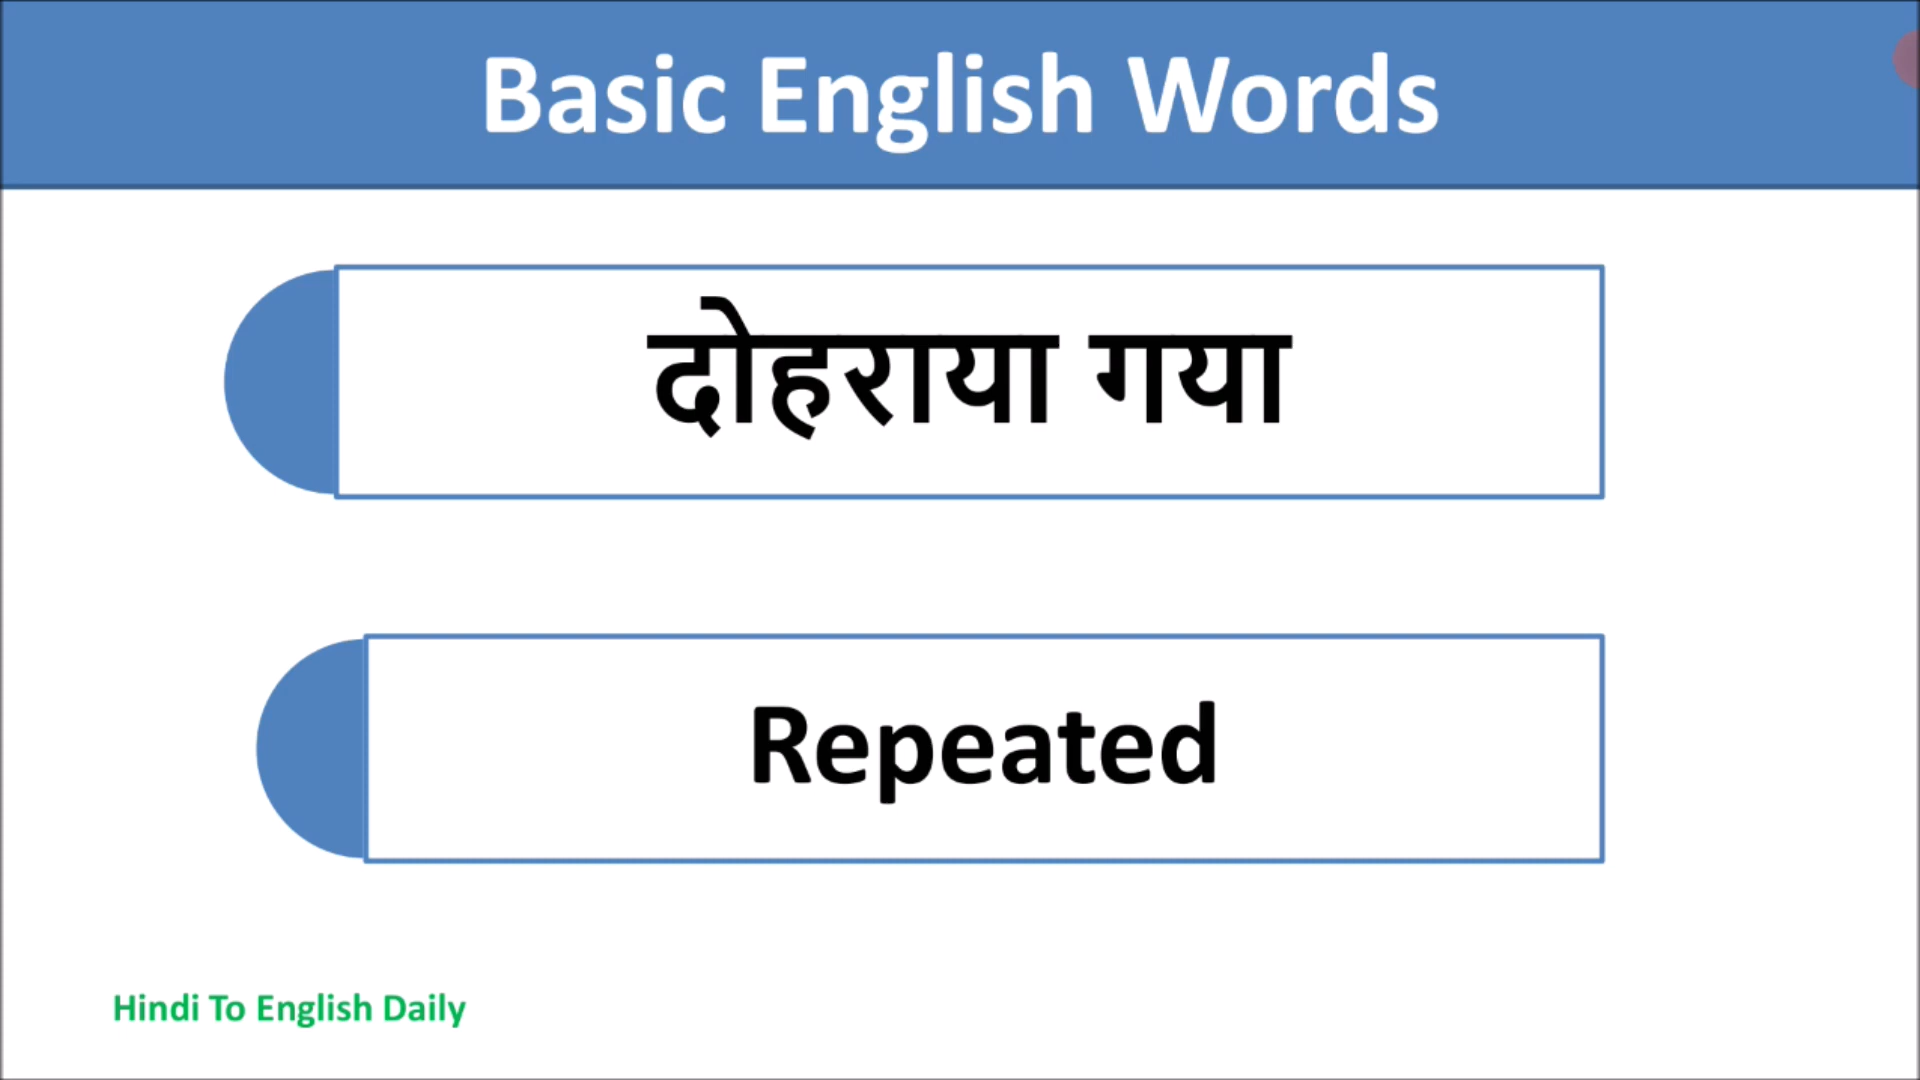 Basic English Words
दोहराया गया
Repeated
Hindi To English Daily